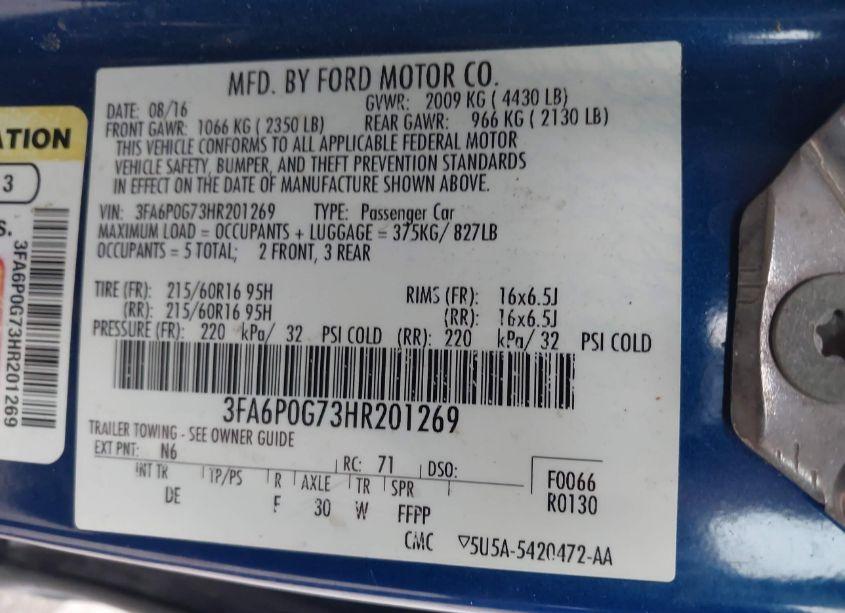 MFD. BY FORD MOTOR CO.
DATE: 08/16 GVWR: 2009 KG ( 4430 LB)
FRONT GAWR: 1066 KG ( 2350 LB) REAR GAWR: 966 KG ( 2130 LB)
THIS VEHICLE CONFORMS TO ALL APPLICABLE FEDERAL MOTOR
VEHICLE SAFETY, BUMPER, AND THEFT PREVENTION STANDARDS
IN EFFECT ON THE DATE OF MANUFACTURE SHOWN ABOVE.
VIN: 3FA6P0G73HR201269 TYPE: Passenger Car
MAXIMUM LOAD = OCCUPANTS + LUGGAGE = 375KG/ 827LB
OCCUPANTS = 5 TOTAL; 2 FRONT, 3 REAR
TIRE (FR): 215/60R16 95H RIMS (FR): 16x6.5J
(RR): 215/60R16 95H (RR): 16x6.5J
PRESSURE (FR): 220 kPa/ 32 PSI COLD (RR): 220 kPa/ 32 PSI COLD
3FA6P0G73HR201269
TRAILER TOWING - SEE OWNER GUIDE
EXT PNT: N6 RC: 71 DSO:
INT TR TP/PS R AXLE TR SPR F0066
DE F 30 W FFPP R0130
CMC ▽5U5A-5420472-AA
ATION
3
S.
3FA6P0G73HR201269